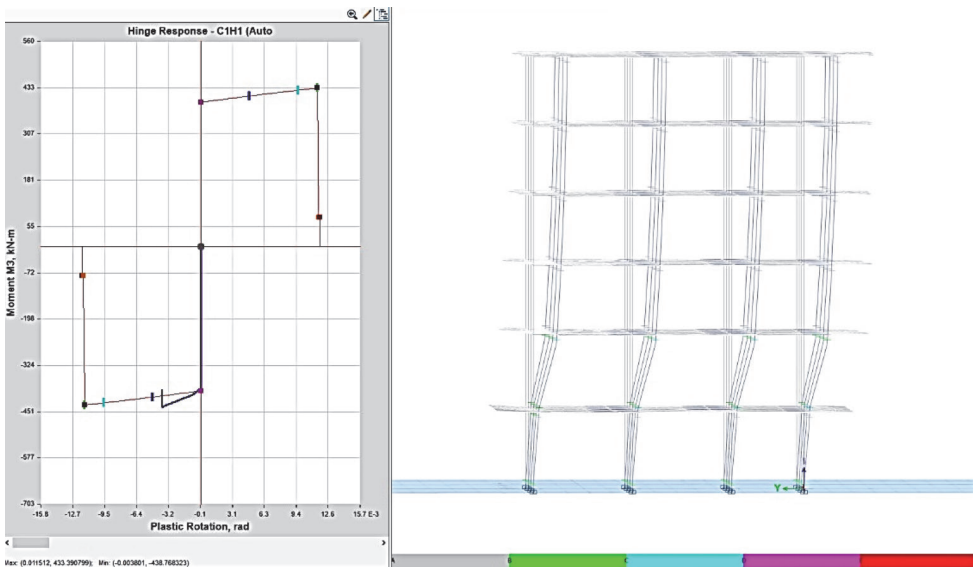 Hinge Response - C1H1 (Auto
560
433
307
181
55
-72
-198
-324
-451
-577
-703
Moment M3, kN-m
-15.8 -12.7 -9.5 -6.4 -3.2 -0.1 3.1 6.2 9.4 12.6 15.7 E-3
Plastic Rotation, rad
Max: (0.011512, 433.390799); Min: (-0.003801, -438.768323)
Y
A B C